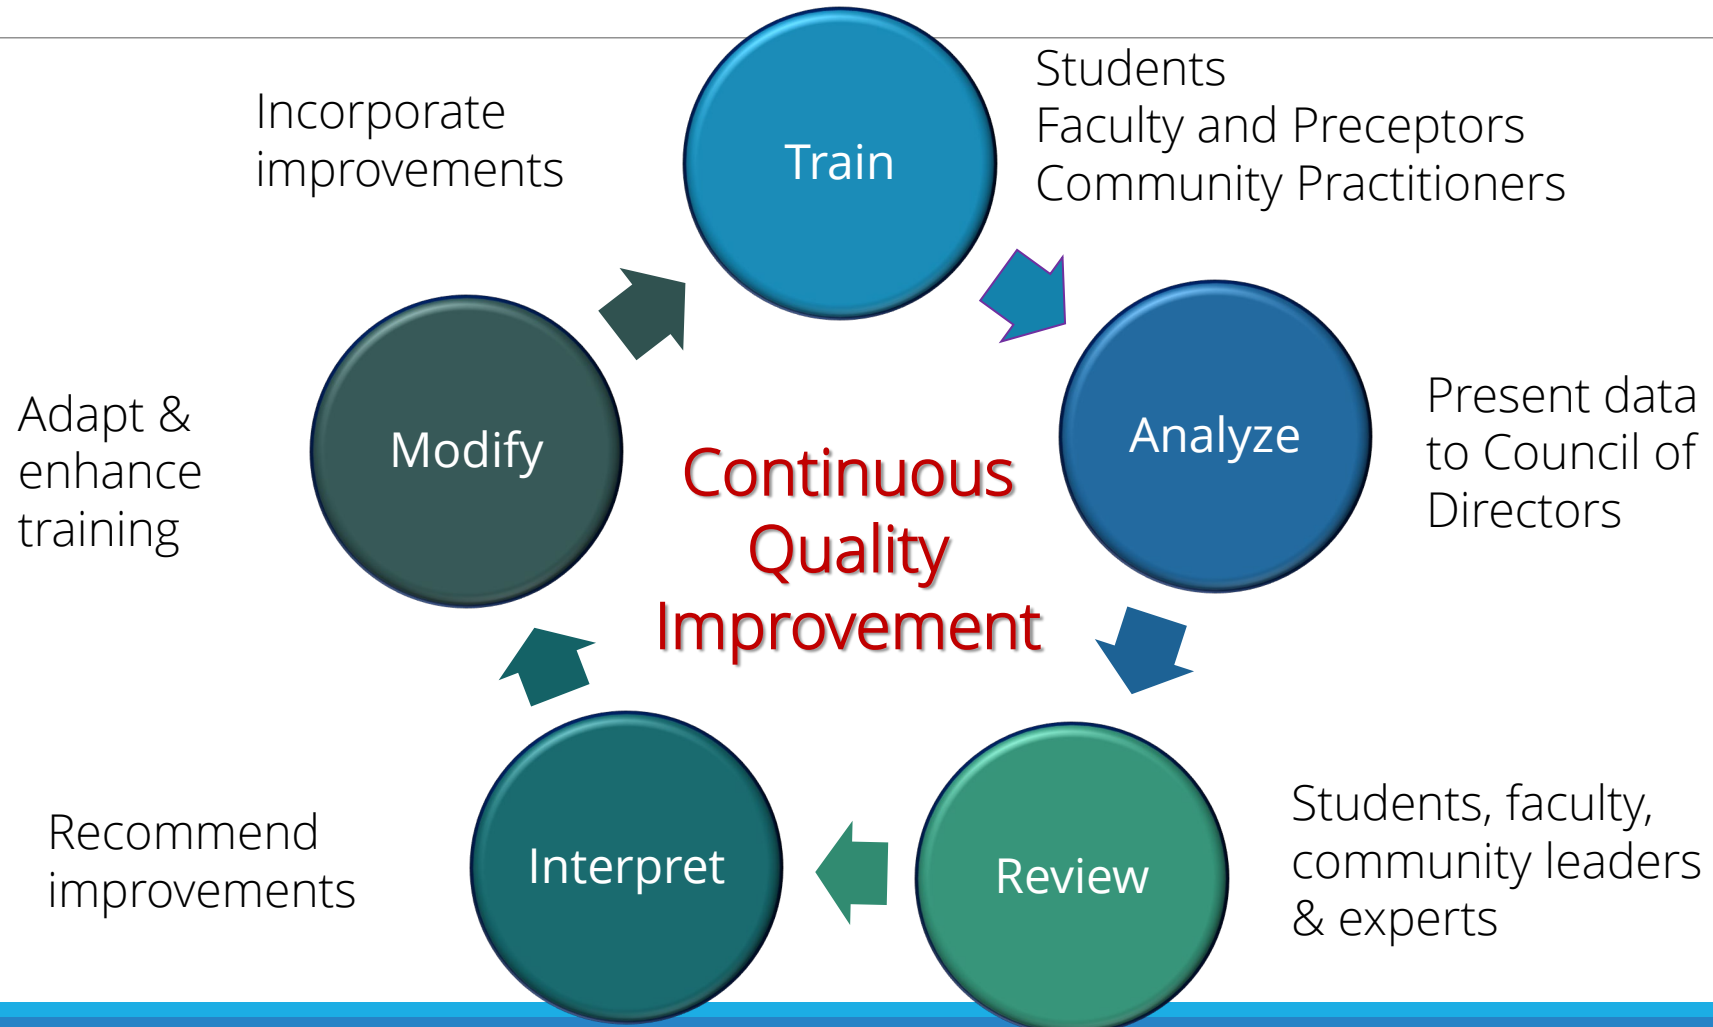 Train
Students
Faculty and Preceptors
Community Practitioners
Analyze
Present data
to Council of
Directors
Review
Students, faculty,
community leaders
& experts
Interpret
Recommend
improvements
Modify
Adapt &
enhance
training
Incorporate
improvements
Continuous
Quality
Improvement